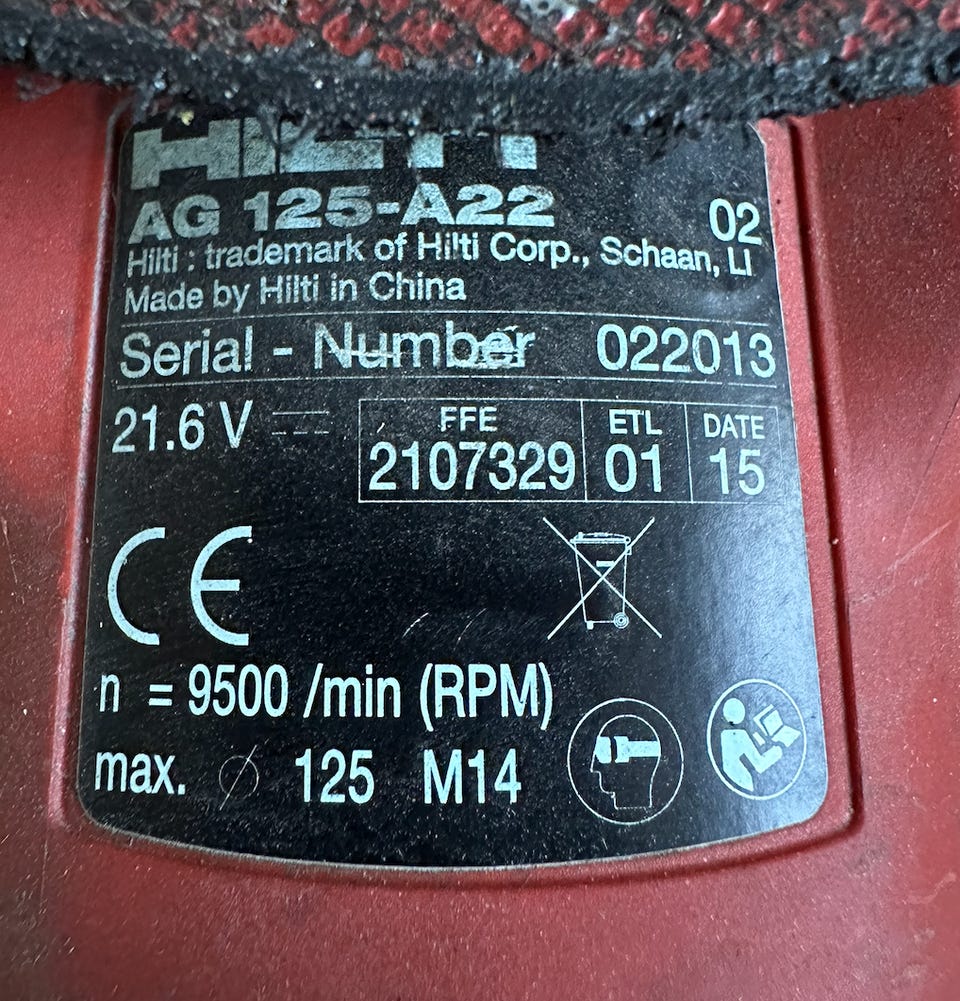 HILTI
AG 125-A22 02
Hilti : trademark of Hilti Corp., Schaan, LI
Made by Hilti in China
Serial - Number 022013
21.6 V FFE ETL DATE
2107329 01 15
CE
n = 9500 /min (RPM)
max. ∅ 125 M14